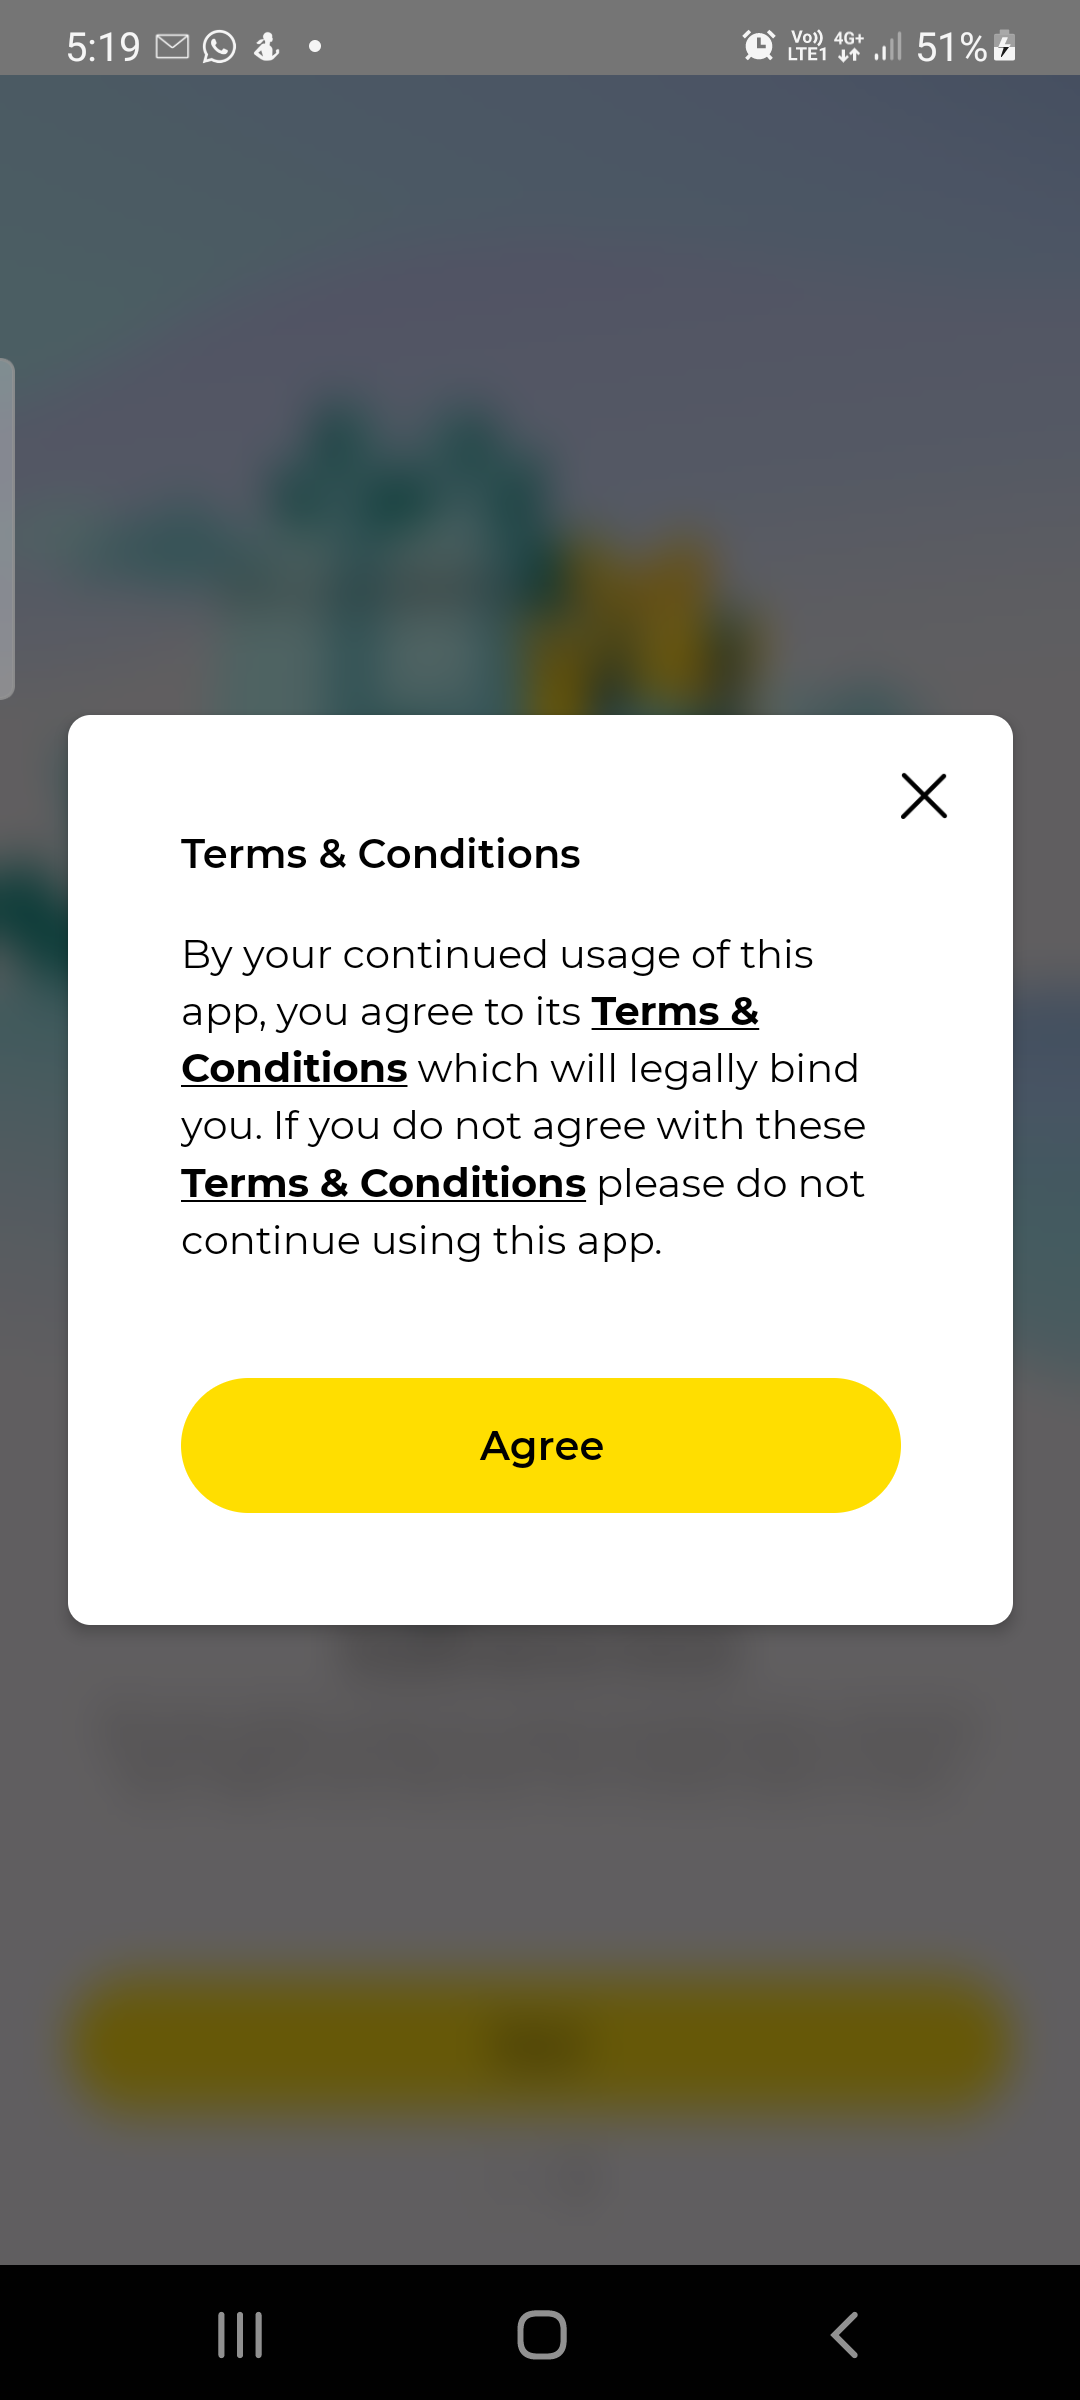 5:19
Vo)) LTE1 4G+ 51%
Terms & Conditions
By your continued usage of this
app, you agree to its Terms &
Conditions which will legally bind
you. If you do not agree with these
Terms & Conditions please do not
continue using this app.
Agree